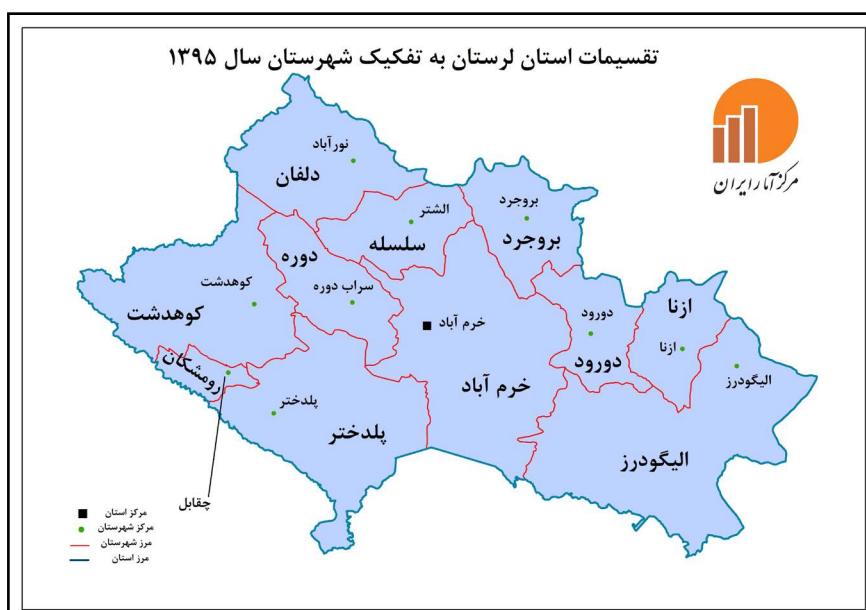 تقسیمات استان لرستان به تفکیک شهرستان سال ۱۳۹۵
مرکز آمار ایران
نورآباد
دلفان
الشتر
سلسله
بروجرد
بروجرد
دوره
سراب دوره
کوهدشت
کوهدشت
خرم آباد
خرم آباد
دورود
دورود
ازنا
ازنا
الیگودرز
الیگودرز
رومشکان
پلدختر
پلدختر
چقابل
مرکز استان
مرکز شهرستان
مرز شهرستان
مرز استان